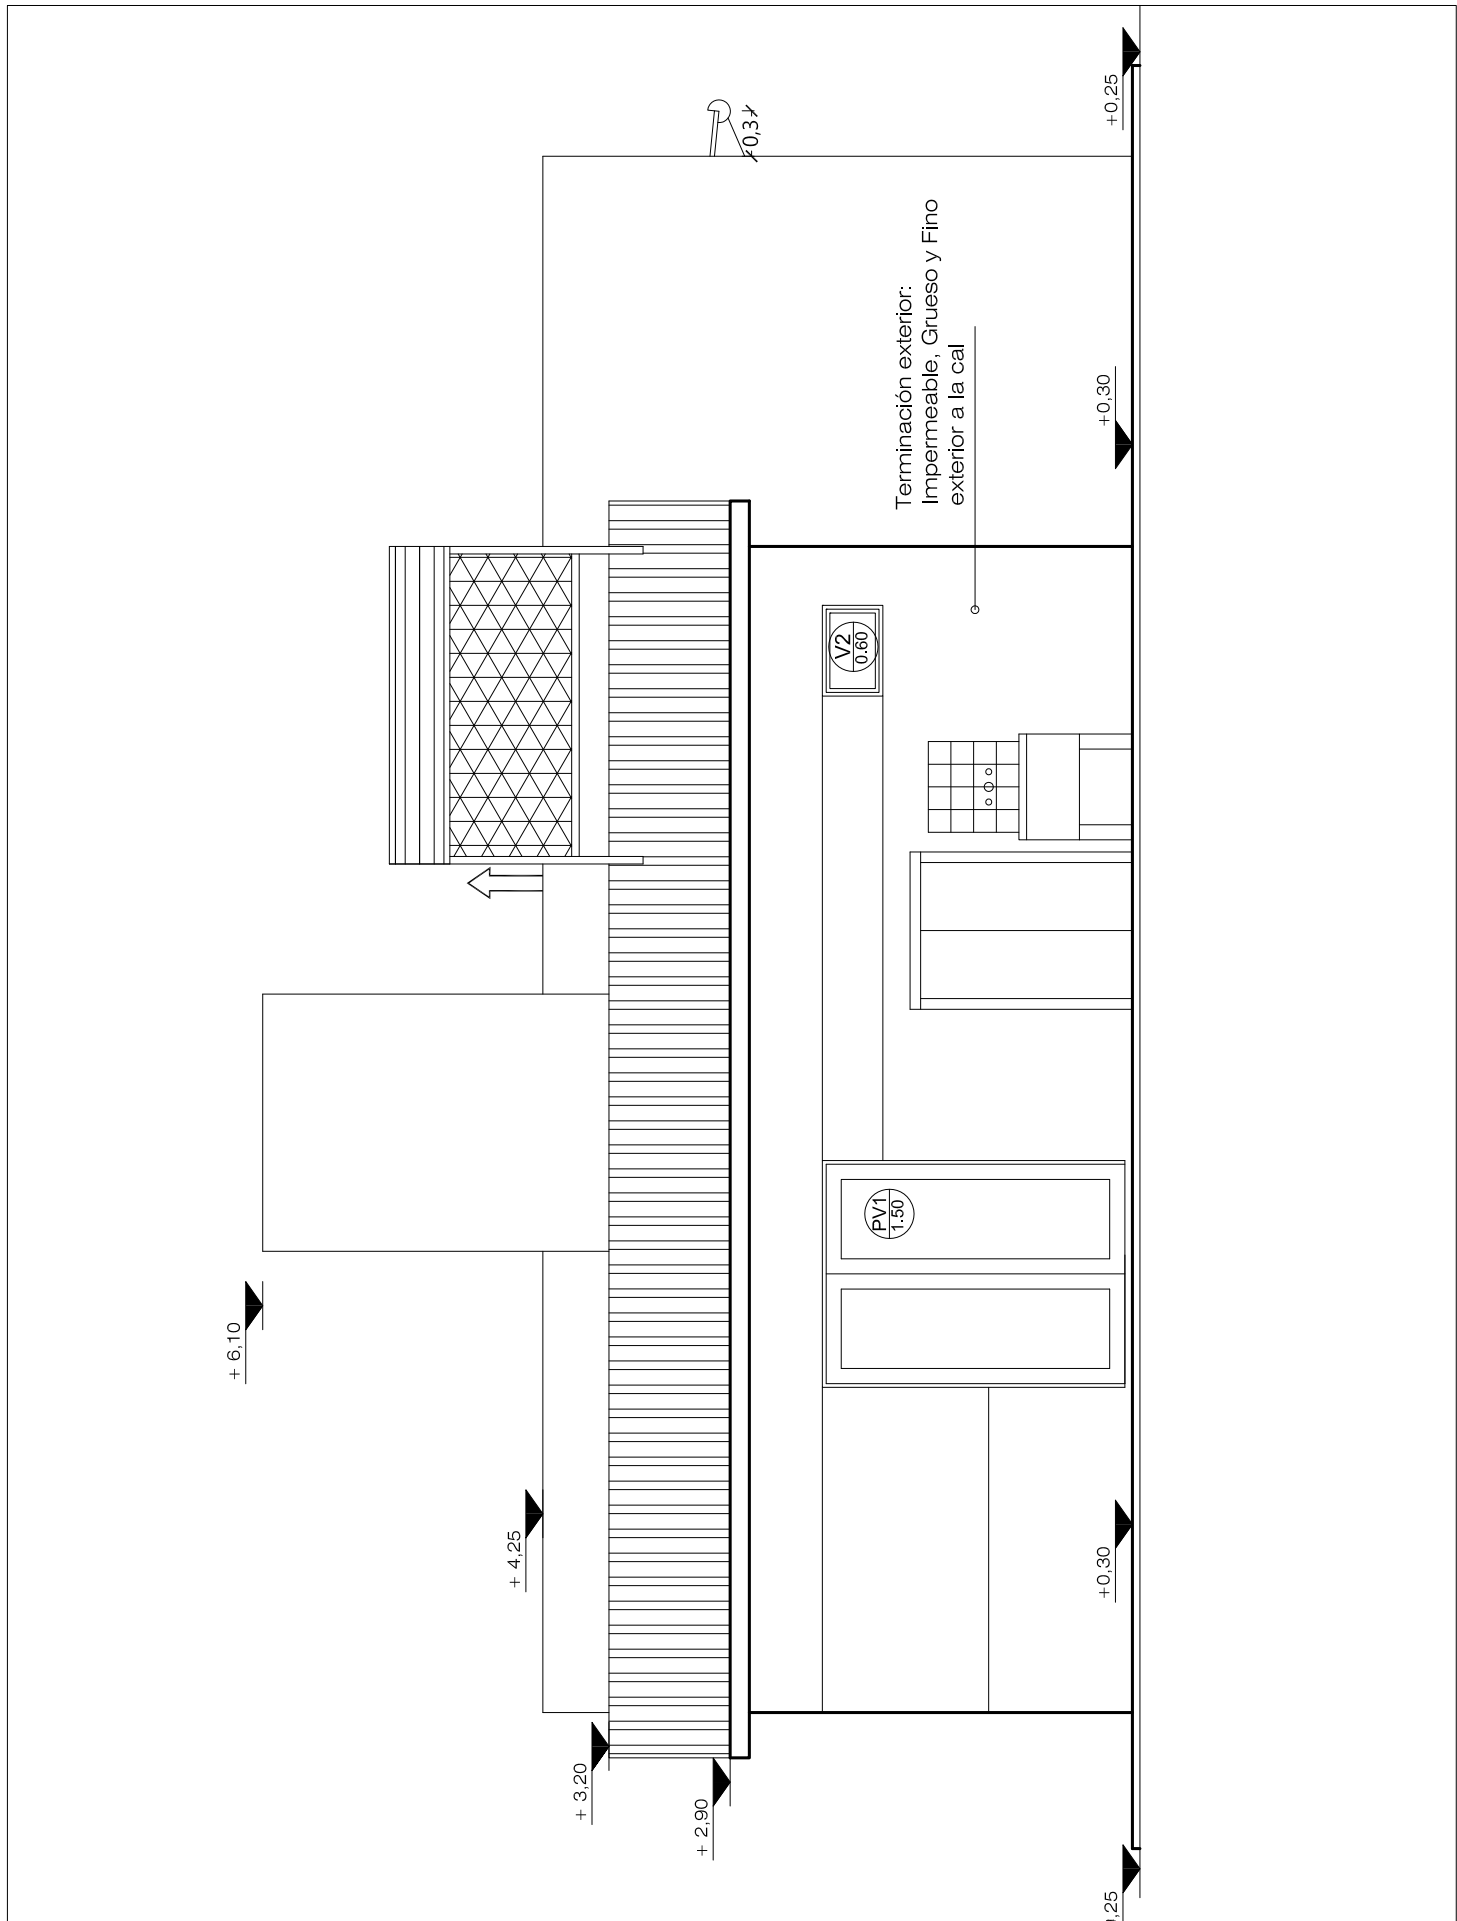 + 6,10
+ 4,25
+ 3,20
+ 2,90
0,3
Terminación exterior:
Impermeable, Grueso y Fino
exterior a la cal
V2
0.60
PV1
1.50
+0,30
+0,30
+0,25
,25